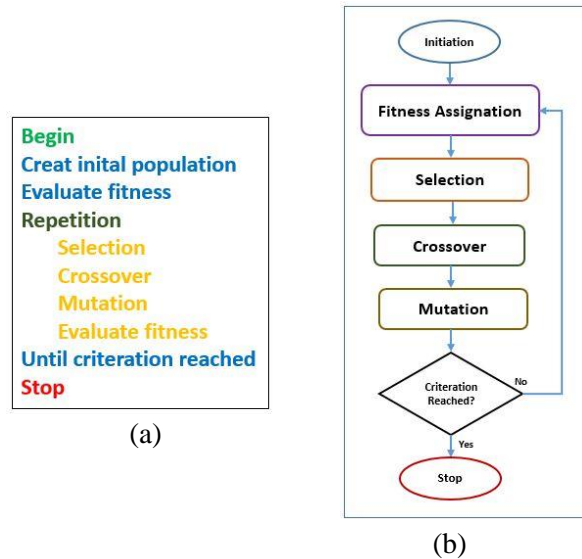 Begin
Creat inital population
Evaluate fitness
Repetition
Selection
Crossover
Mutation
Evaluate fitness
Until criteration reached
Stop
(a)
Initiation
Fitness Assignation
Selection
Crossover
Mutation
Criteration
Reached?
No
Yes
Stop
(b)